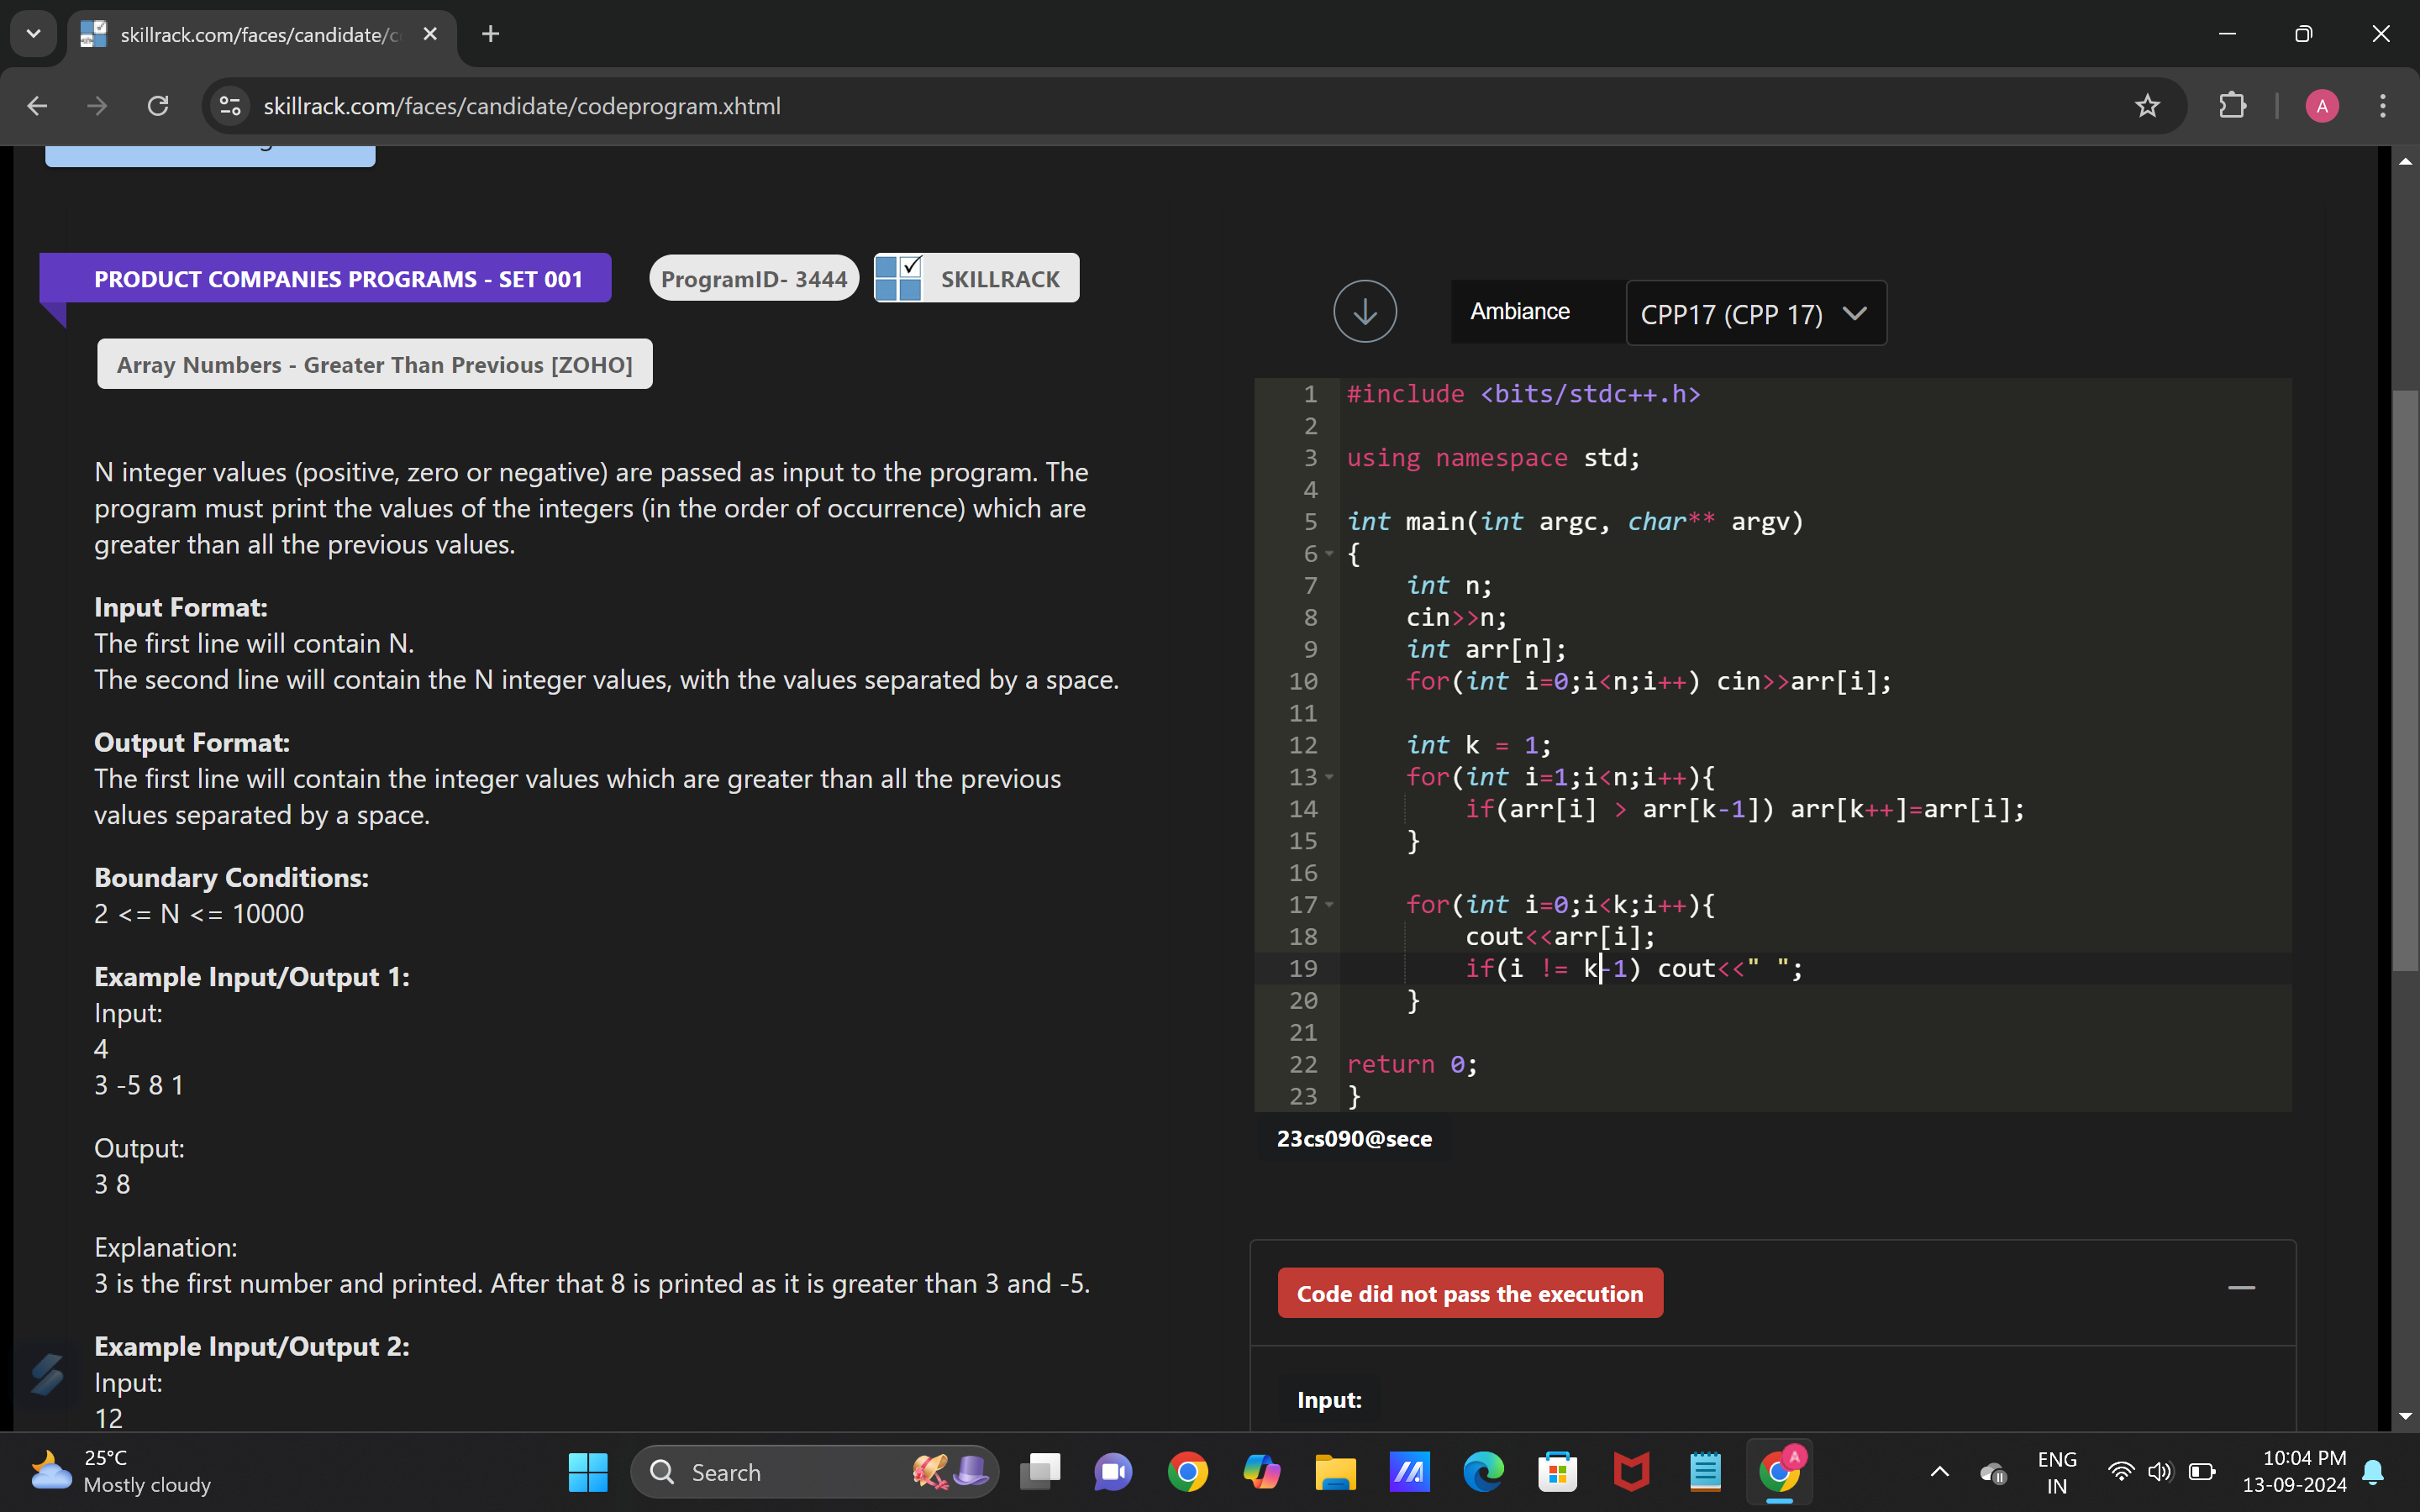 skillrack.com/faces/candidate/c
skillrack.com/faces/candidate/codeprogram.xhtml
A
PRODUCT COMPANIES PROGRAMS - SET 001
ProgramID- 3444
SKILLRACK
Array Numbers - Greater Than Previous [ZOHO]
N integer values (positive, zero or negative) are passed as input to the program. The
program must print the values of the integers (in the order of occurrence) which are
greater than all the previous values.
Input Format:
The first line will contain N.
The second line will contain the N integer values, with the values separated by a space.
Output Format:
The first line will contain the integer values which are greater than all the previous
values separated by a space.
Boundary Conditions:
2 <= N <= 10000
Example Input/Output 1:
Input:
4
3 -5 8 1
Output:
3 8
Explanation:
3 is the first number and printed. After that 8 is printed as it is greater than 3 and -5.
Example Input/Output 2:
Input:
12
Ambiance
CPP17 (CPP 17)
1 #include <bits/stdc++.h>
2
3 using namespace std;
4
5 int main(int argc, char** argv)
6 {
7 int n;
8 cin>>n;
9 int arr[n];
10 for(int i=0;i<n;i++) cin>>arr[i];
11
12 int k = 1;
13 for(int i=1;i<n;i++){
14 if(arr[i] > arr[k-1]) arr[k++]=arr[i];
15 }
16
17 for(int i=0;i<k;i++){
18 cout<<arr[i];
19 if(i != k-1) cout<<" ";
20 }
21
22 return 0;
23 }
23cs090@sece
Code did not pass the execution
Input:
25°C
Mostly cloudy
Search
A
ENG
IN
10:04 PM
13-09-2024